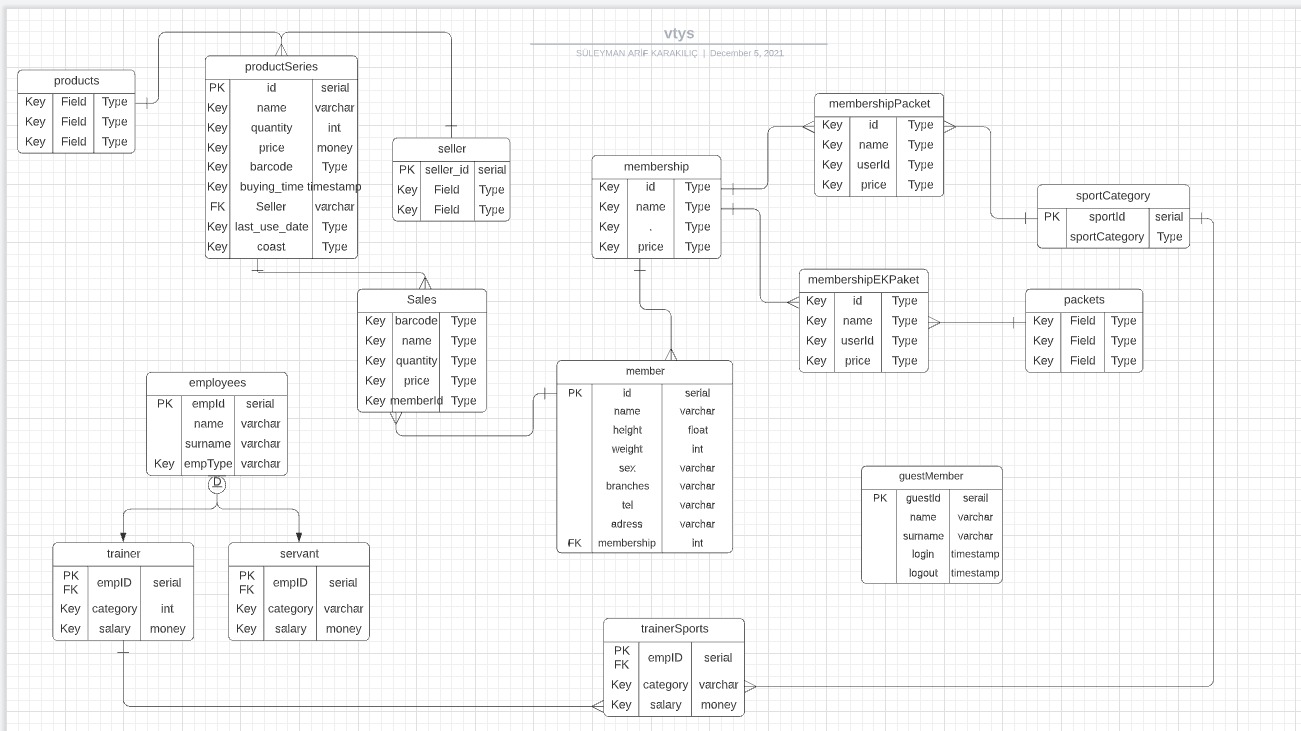 vtys
SÜLEYMAN ARİF KARAKILIÇ | December 5, 2021
products
Key Field Type
Key Field Type
Key Field Type
productSeries
PK id serial
Key name varchar
Key quantity int
Key price money
Key barcode Type
Key buying_time timestamp
FK Seller varchar
Key last_use_date Type
Key coast Type
seller
PK seller_id serial
Key Field Type
Key Field Type
membership
Key id Type
Key name Type
Key . Type
Key price Type
membershipPacket
Key id Type
Key name Type
Key userId Type
Key price Type
sportCategory
PK sportId serial
sportCategory Type
membershipEKPaket
Key id Type
Key name Type
Key userId Type
Key price Type
packets
Key Field Type
Key Field Type
Key Field Type
Sales
Key barcode Type
Key name Type
Key quantity Type
Key price Type
Key memberId Type
employees
PK empId serial
name varchar
surname varchar
Key empType varchar
D
member
PK id serial
name varchar
height float
weight int
sex varchar
branches varchar
tel varchar
adress varchar
FK membership int
guestMember
PK guestId serail
name varchar
surname varchar
login timestamp
logout timestamp
trainer
PK
FK empID serial
Key category int
Key salary money
servant
PK
FK empID serial
Key category varchar
Key salary money
trainerSports
PK
FK empID serial
Key category varchar
Key salary money